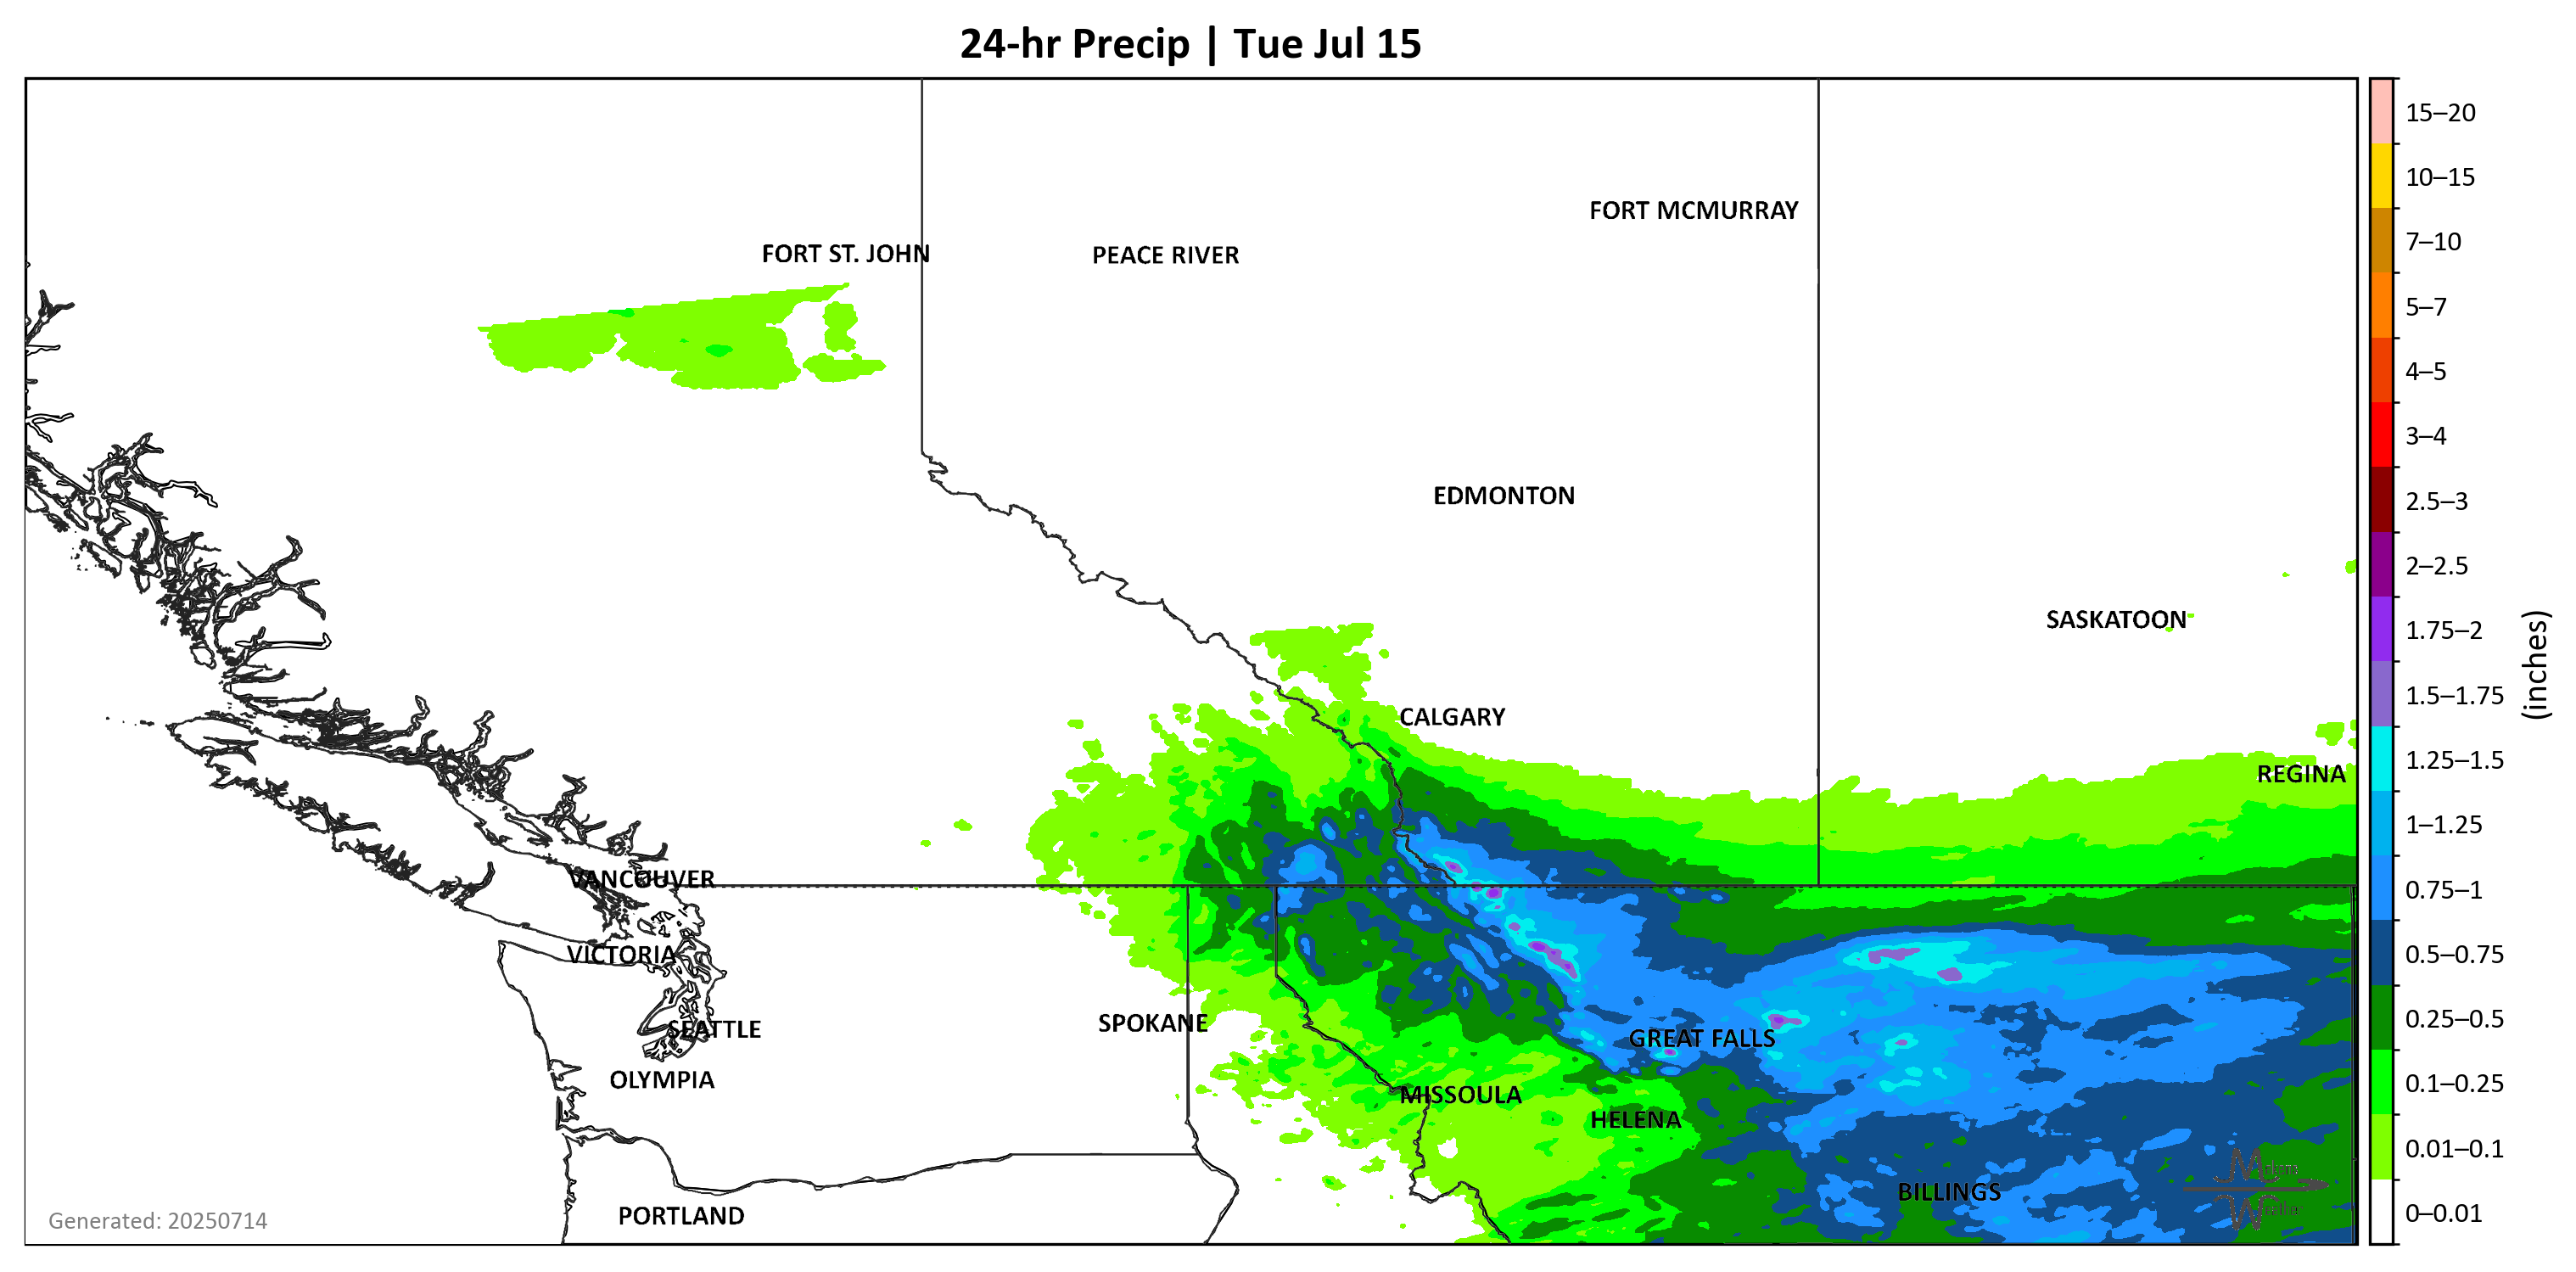 24-hr Precip | Tue Jul 15
FORT MCMURRAY
FORT ST. JOHN
PEACE RIVER
EDMONTON
SASKATOON
CALGARY
REGINA
VANCOUVER
VICTORIA
SPOKANE
SEATTLE
GREAT FALLS
OLYMPIA
MISSOULA
HELENA
BILLINGS
PORTLAND
Generated: 20250714
15–20
10–15
7–10
5–7
4–5
3–4
2.5–3
2–2.5
1.75–2
1.5–1.75
1.25–1.5
1–1.25
0.75–1
0.5–0.75
0.25–0.5
0.1–0.25
0.01–0.1
0–0.01
(inches)